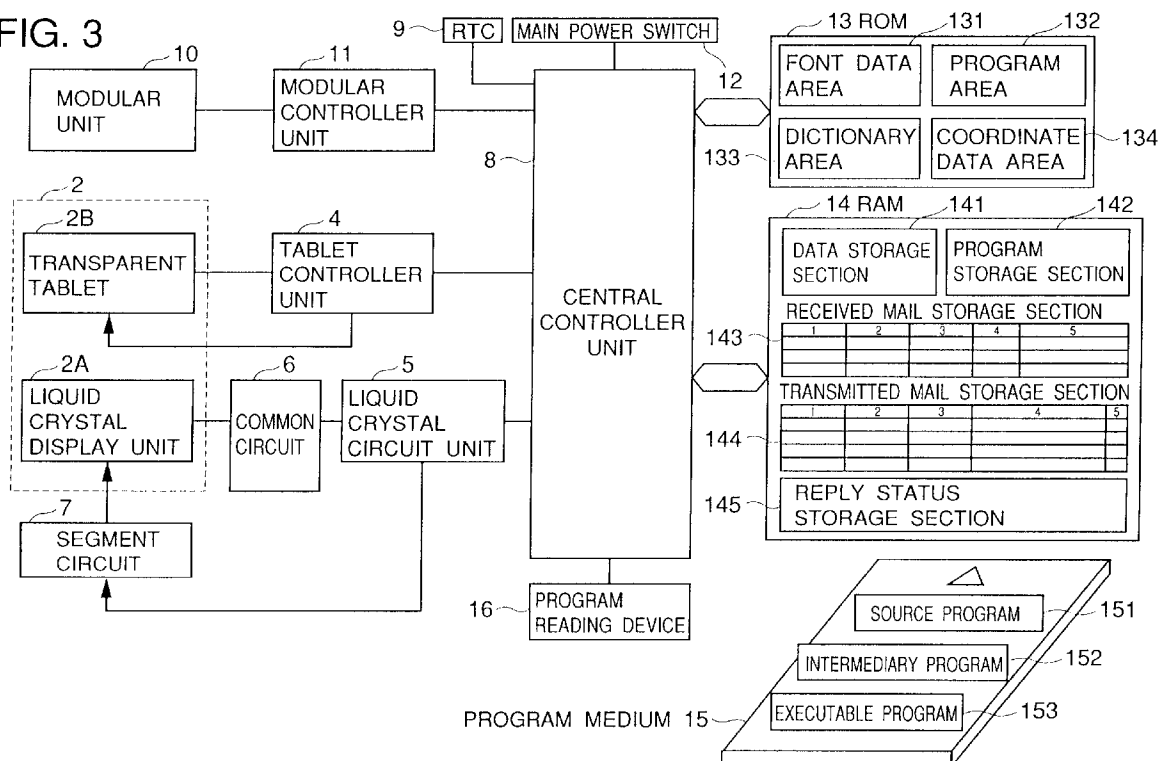 FIG. 3
9
RTC
MAIN POWER SWITCH
12
13 ROM
131
132
FONT DATA
AREA
PROGRAM
AREA
DICTIONARY
AREA
COORDINATE
DATA AREA
133
134
10
MODULAR
UNIT
11
MODULAR
CONTROLLER
UNIT
8
CENTRAL
CONTROLLER
UNIT
2
2B
TRANSPARENT
TABLET
4
TABLET
CONTROLLER
UNIT
2A
LIQUID
CRYSTAL
DISPLAY UNIT
6
COMMON
CIRCUIT
5
LIQUID
CRYSTAL
CIRCUIT UNIT
7
SEGMENT
CIRCUIT
14 RAM
141
142
DATA STORAGE
SECTION
PROGRAM
STORAGE SECTION
RECEIVED MAIL STORAGE SECTION
143
1 2 3 4 5
TRANSMITTED MAIL STORAGE SECTION
144
1 2 3 4 5
145
REPLY STATUS
STORAGE SECTION
16
PROGRAM
READING DEVICE
SOURCE PROGRAM
151
INTERMEDIARY PROGRAM
152
EXECUTABLE PROGRAM
153
PROGRAM MEDIUM 15